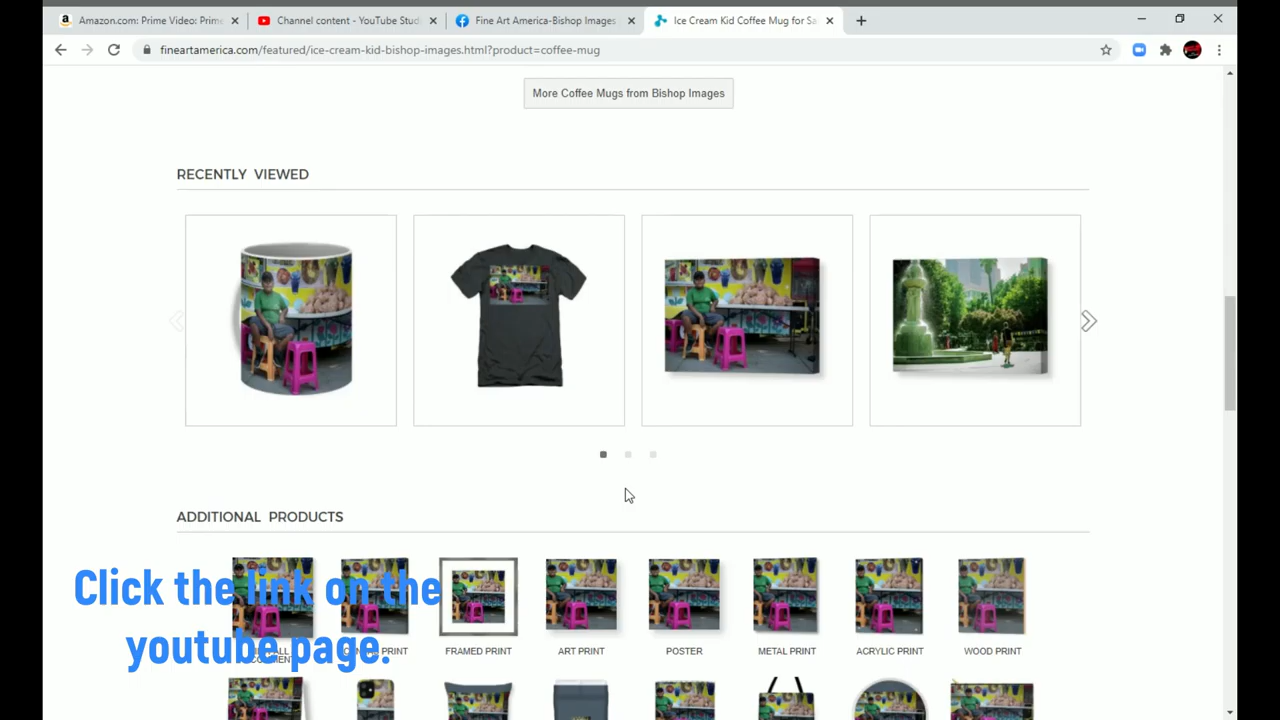 Amazon.com: Prime Video: Prime
Channel content - YouTube Stud
Fine Art America-Bishop Images
Ice Cream Kid Coffee Mug for Sa
fineartamerica.com/featured/ice-cream-kid-bishop-images.html?product=coffee-mug
More Coffee Mugs from Bishop Images
RECENTLY VIEWED
ADDITIONAL PRODUCTS
Click the link on the
youtube page.
PRINT
FRAMED PRINT
ART PRINT
POSTER
METAL PRINT
ACRYLIC PRINT
WOOD PRINT